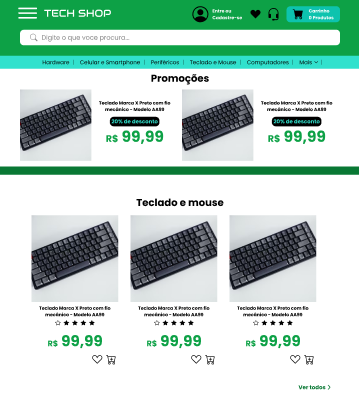 TECH SHOP
Entre ou
Cadastre-se
Carrinho
0 Produtos
Digite o que voce procura...
Hardware | Celular e Smartphone | Periféricos | Teclado e Mouse | Computadores | Mais |
Promoções
Teclado Marca X Preto com fio
mecânico - Modelo AA99
20% de desconto
R$ 99,99
Teclado Marca X Preto com fio
mecânico - Modelo AA99
20% de desconto
R$ 99,99
Teclado e mouse
Teclado Marca X Preto com fio
mecânico - Modelo AA99
R$ 99,99
Teclado Marca X Preto com fio
mecânico - Modelo AA99
R$ 99,99
Teclado Marca X Preto com fio
mecânico - Modelo AA99
R$ 99,99
Ver todos >